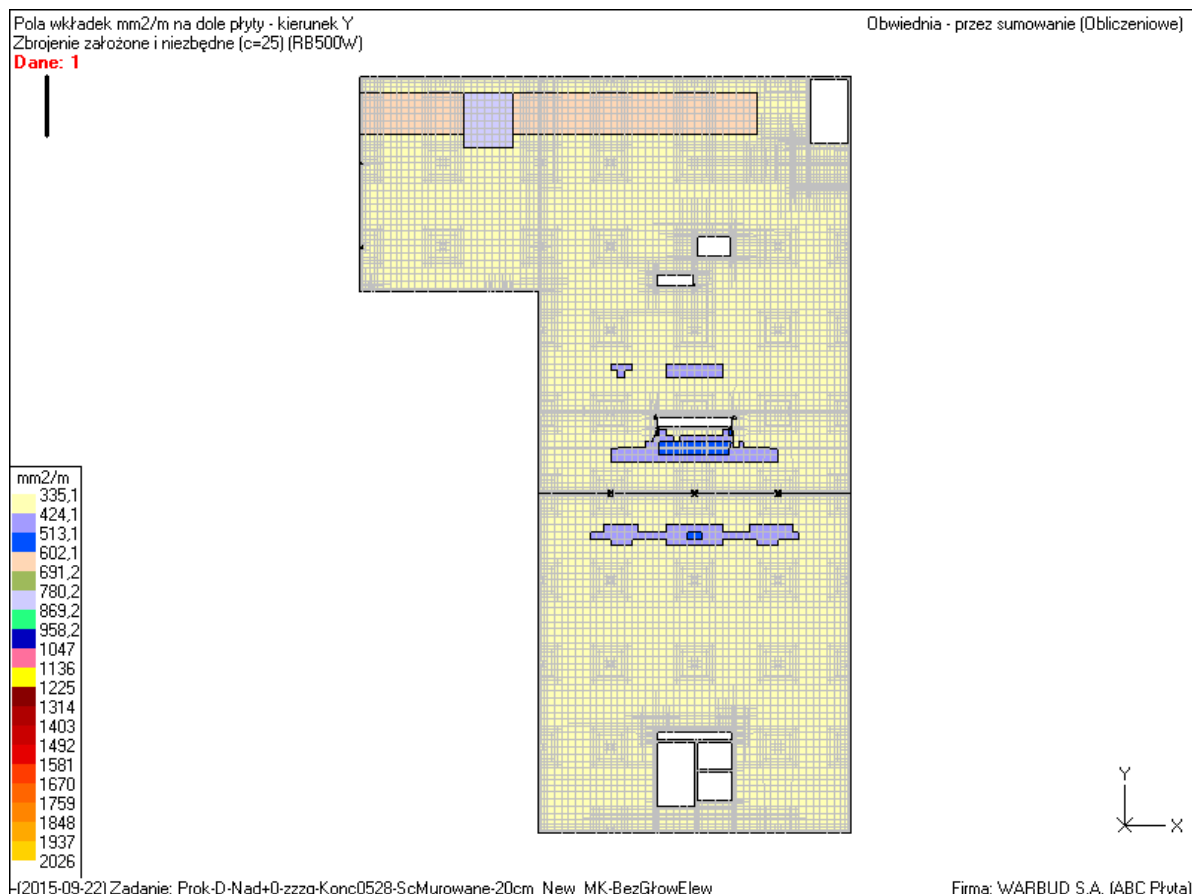 Pola wkładek mm2/m na dole płyty - kierunek Y
Obwiednia - przez sumowanie (Obliczeniowe)
Zbrojenie założone i niezbędne (c=25) (RB500W)
Dane: 1
mm2/m
335,1
424,1
513,1
602,1
691,2
780,2
869,2
958,2
1047
1136
1225
1314
1403
1492
1581
1670
1759
1848
1937
2026
Y
X
(2015-09-22) Zadanie: Prok-D-Nad+0-zzzg-Konc0528-ScMurowane-20cm_New_MK-BezGłowElew
Firma: WARBUD S.A. (ABC Płyta)